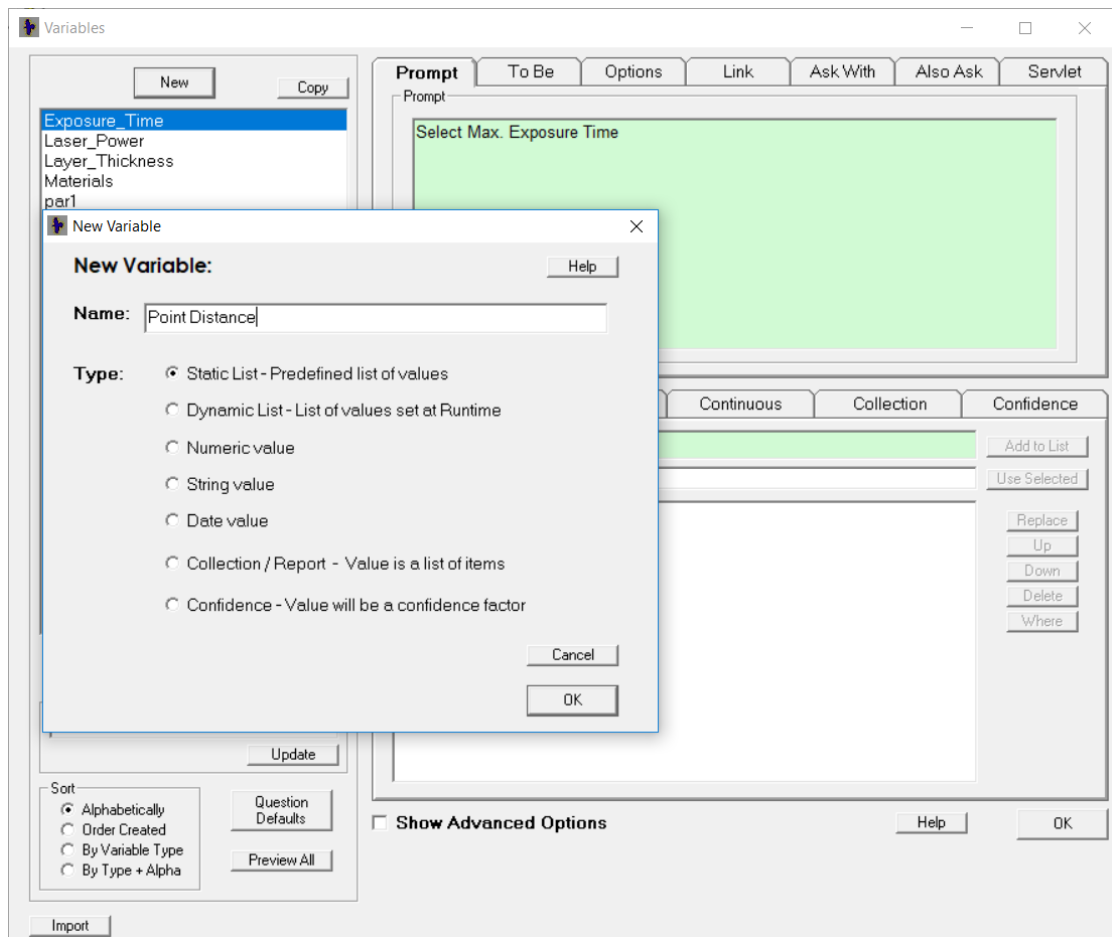 Variables
New
Copy
Exposure_Time
Laser_Power
Layer_Thickness
Materials
par1
Prompt
To Be
Options
Link
Ask With
Also Ask
Servlet
Prompt
Select Max. Exposure Time
New Variable
New Variable:
Help
Name:
Point Distance
Type:
Static List - Predefined list of values
Dynamic List - List of values set at Runtime
Numeric value
String value
Date value
Collection / Report - Value is a list of items
Confidence - Value will be a confidence factor
Cancel
OK
Continuous
Collection
Confidence
Add to List
Use Selected
Replace
Up
Down
Delete
Where
Update
Sort
Alphabetically
Order Created
By Variable Type
By Type + Alpha
Question
Defaults
Preview All
Show Advanced Options
Help
OK
Import